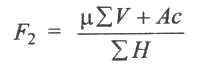 F₂ = (μΣV + Ac) / ΣH